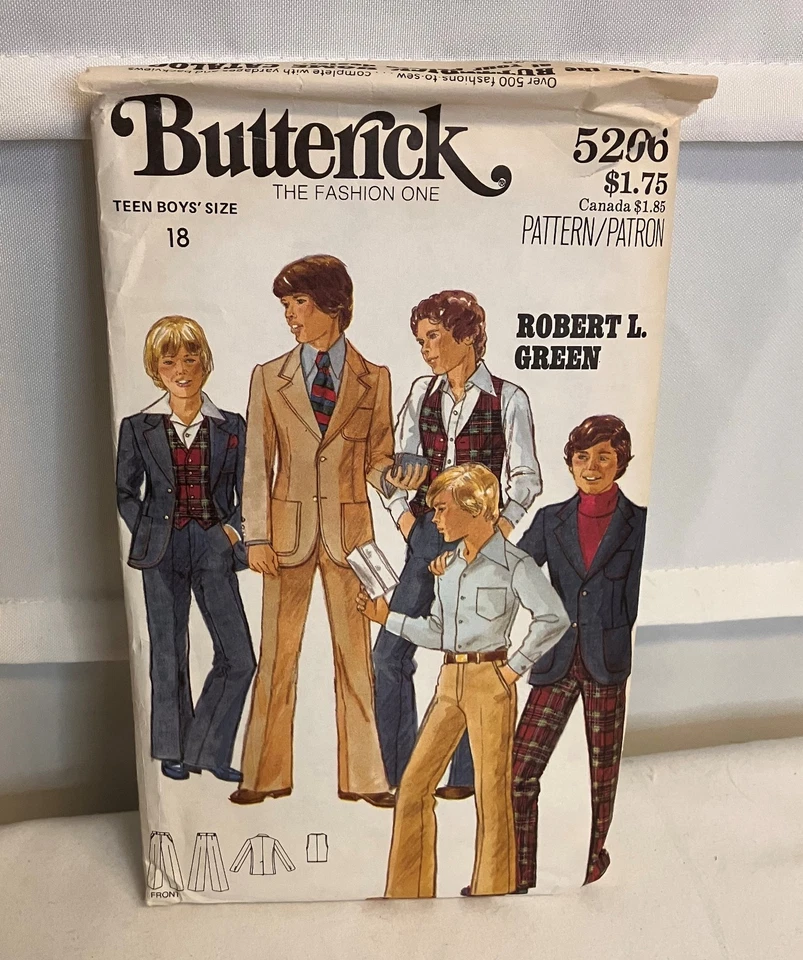 Over 500 fashions to sew . . . complete with yardages and backviews
Butterick®
THE FASHION ONE
5206
$1.75
Canada $1.85
PATTERN/PATRON
TEEN BOYS' SIZE
18
ROBERT L.
GREEN
FRONT